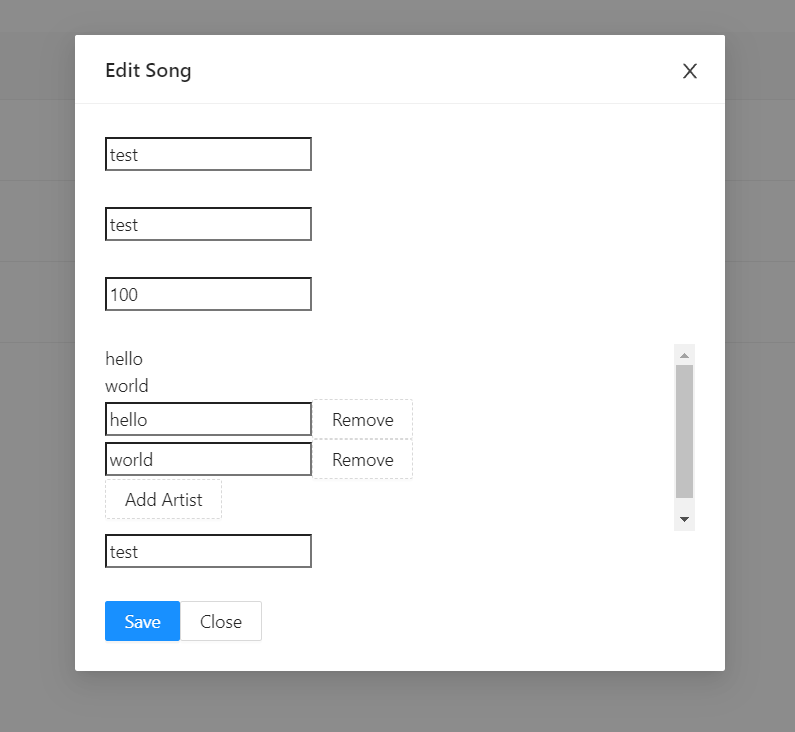 Edit Song
test
test
100
hello
world
hello Remove
world Remove
Add Artist
test
Save Close